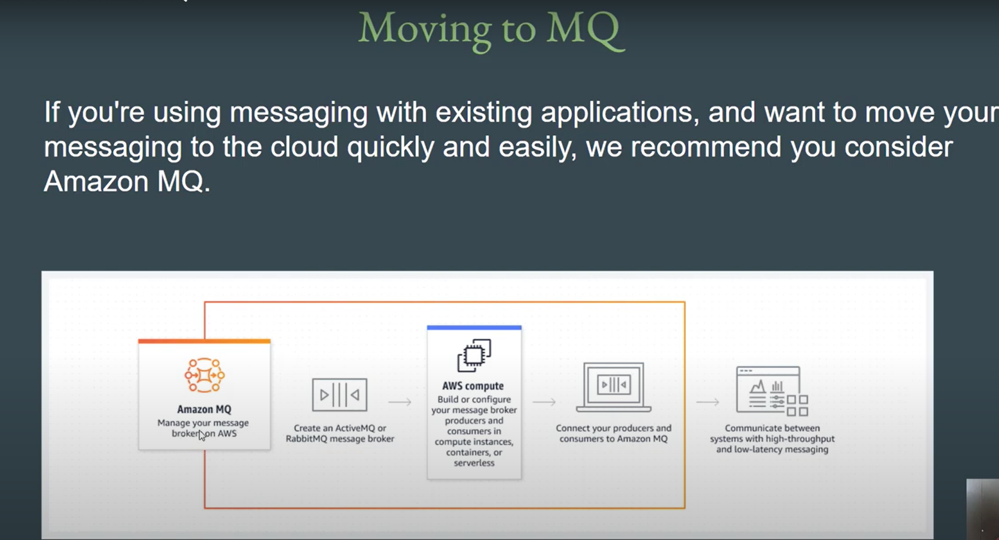 Moving to MQ
If you're using messaging with existing applications, and want to move your
messaging to the cloud quickly and easily, we recommend you consider
Amazon MQ.
Amazon MQ
Manage your message
broker on AWS
Create an ActiveMQ or
RabbitMQ message broker
AWS compute
Build or configure
your message broker
producers and
consumers in
compute instances,
containers, or
serverless
Connect your producers and
consumers to Amazon MQ
Communicate between
systems with high-throughput
and low-latency messaging